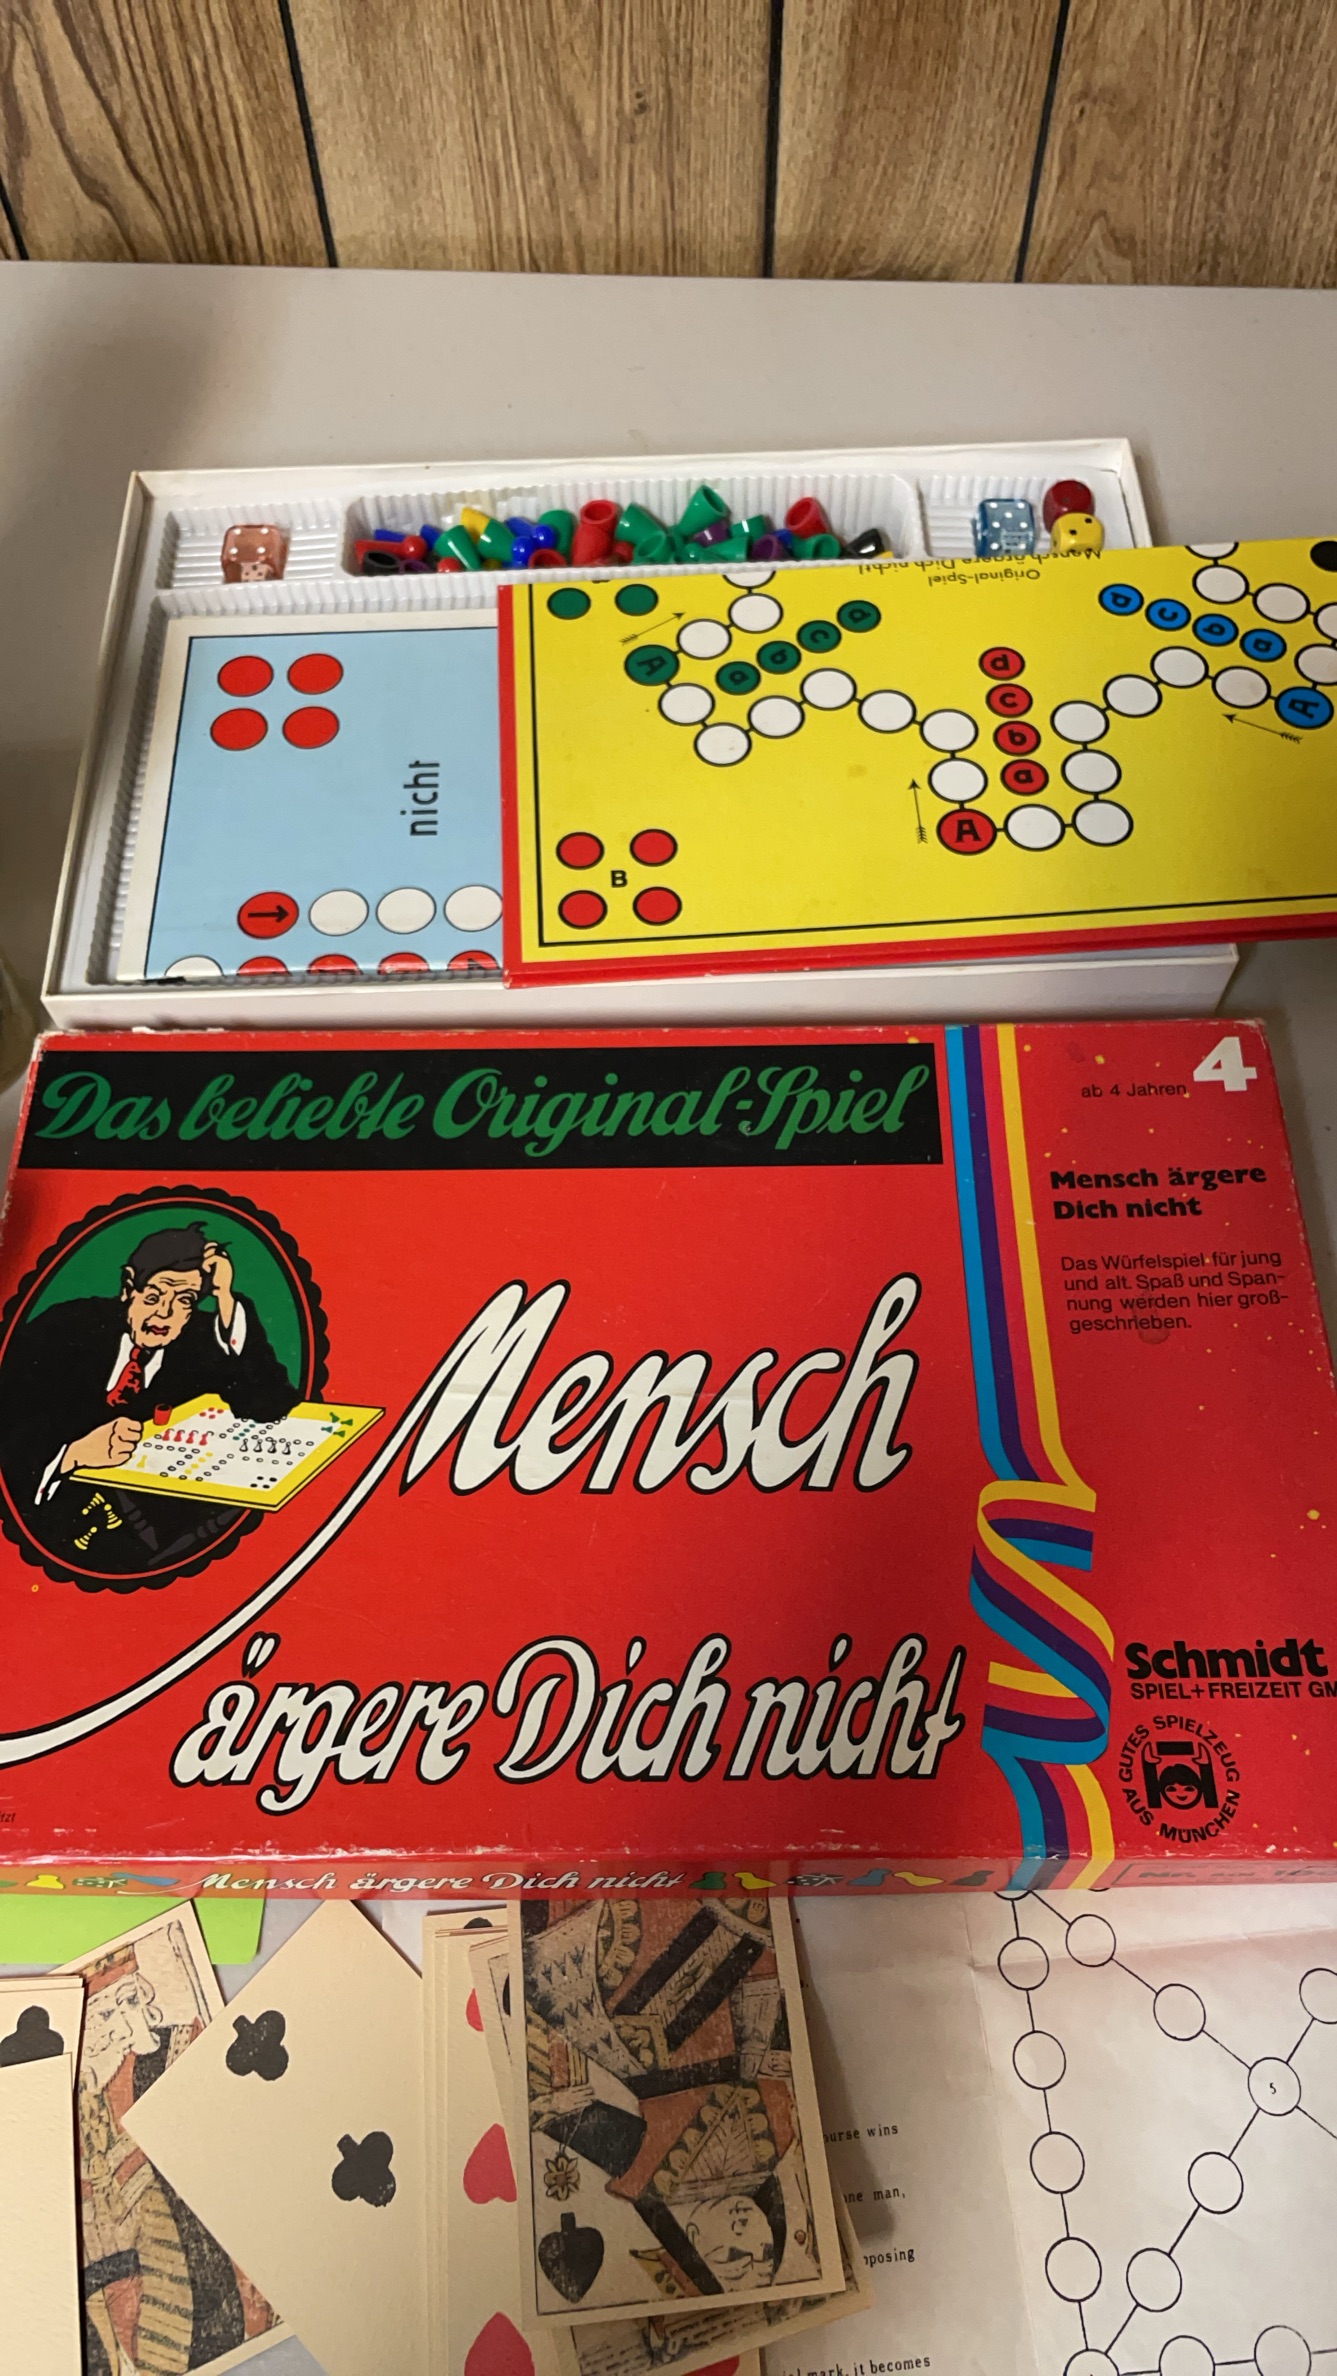 Mensch ärgere Dich nicht!
Original-Spiel
nicht
A
a
b
c
d
d
c
b
a
d
c
b
a
A
A
B
Das beliebte Original-Spiel
ab 4 Jahren
4
Mensch ärgere
Dich nicht
Das Würfelspiel für jung
und alt. Spaß und Span-
nung werden hier groß-
geschrieben.
Mensch
ärgere Dich nicht
Schmidt
SPIEL+FREIZEIT
GUTES SPIELZEUG
AUS MÜNCHEN
Mensch ärgere Dich nicht
wins
man,
5
mark, it becomes